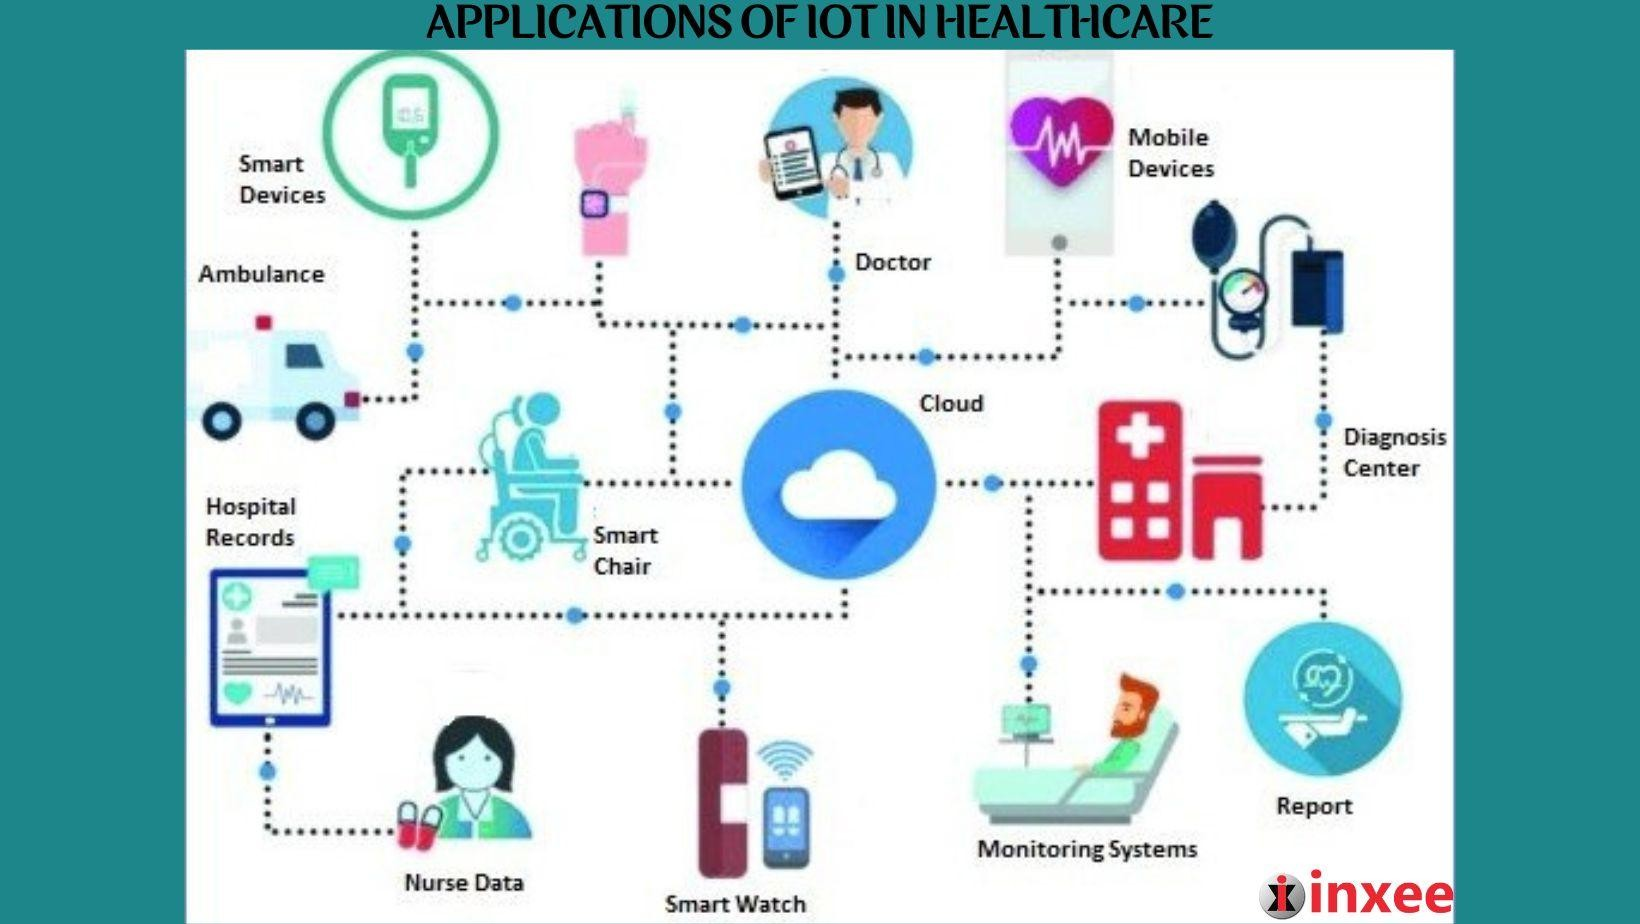 APPLICATIONS OF IOT IN HEALTHCARE
Smart
Devices
Mobile
Devices
Doctor
Ambulance
Cloud
Diagnosis
Center
Hospital
Records
Smart
Chair
Report
Monitoring Systems
Nurse Data
Smart Watch
inxee